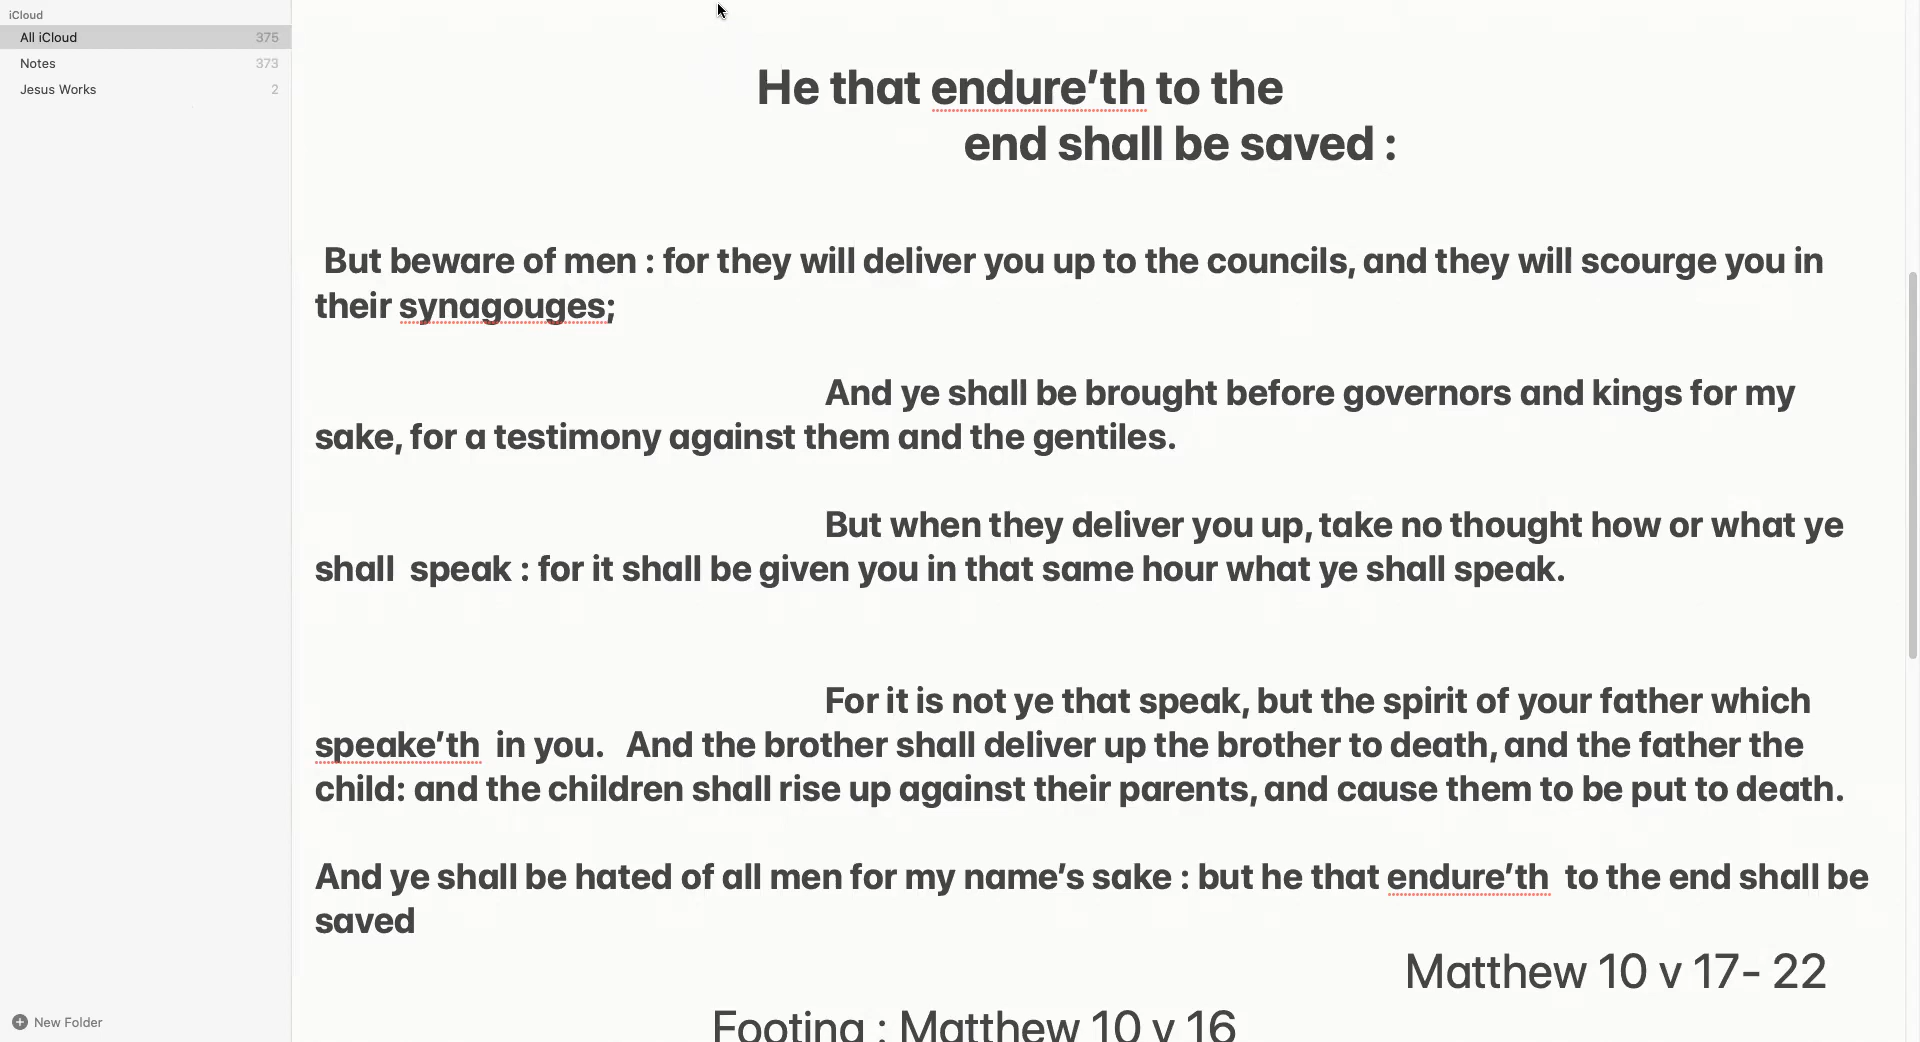 iCloud
All iCloud 375
Notes 373
Jesus Works 2
He that endure’th to the
end shall be saved :
But beware of men : for they will deliver you up to the councils, and they will scourge you in
their synagouges;
And ye shall be brought before governors and kings for my
sake, for a testimony against them and the gentiles.
But when they deliver you up, take no thought how or what ye
shall  speak : for it shall be given you in that same hour what ye shall speak.
For it is not ye that speak, but the spirit of your father which
speake’th  in you.   And the brother shall deliver up the brother to death, and the father the
child: and the children shall rise up against their parents, and cause them to be put to death.
And ye shall be hated of all men for my name’s sake : but he that endure’th  to the end shall be
saved
Matthew 10 v 17- 22
Footing : Matthew 10 v 16
New Folder